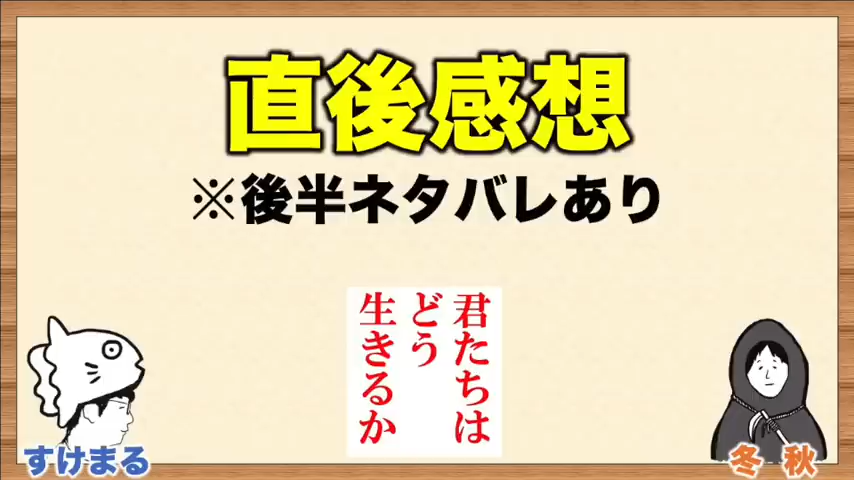 直後感想
※後半ネタバレあり
君たちは
どう
生きるか
すけまる
冬 秋